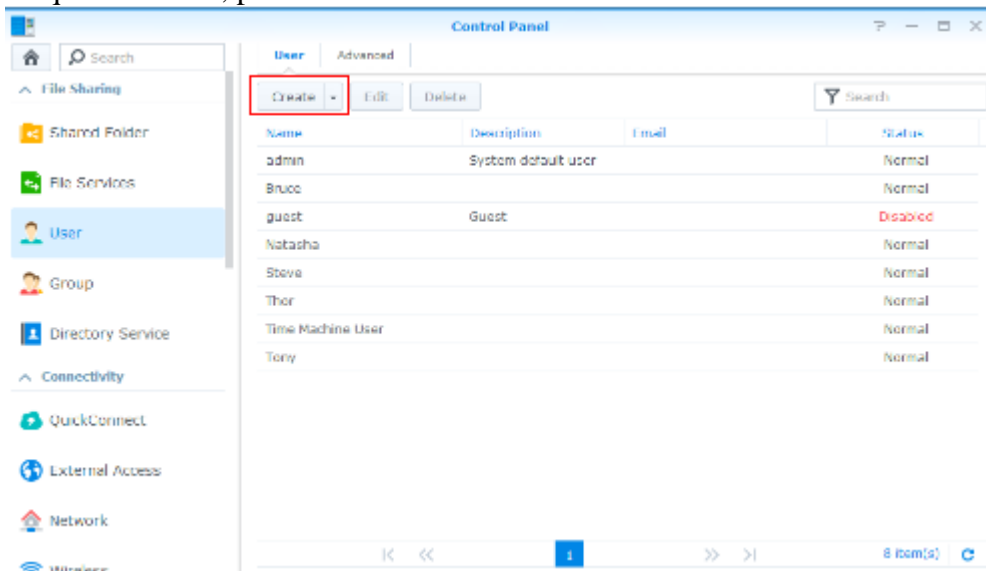 Control Panel
Search
User Advanced
File Sharing
Create Edit Delete
Search
Shared Folder
Name Description Email Status
admin System default user Normal
File Services
Bruce Normal
guest Guest Disabled
User
Natasha Normal
Steve Normal
Group
Thor Normal
Directory Service
Time Machine User Normal
Tony Normal
Connectivity
QuickConnect
External Access
Network
1 8 item(s)
Wireless